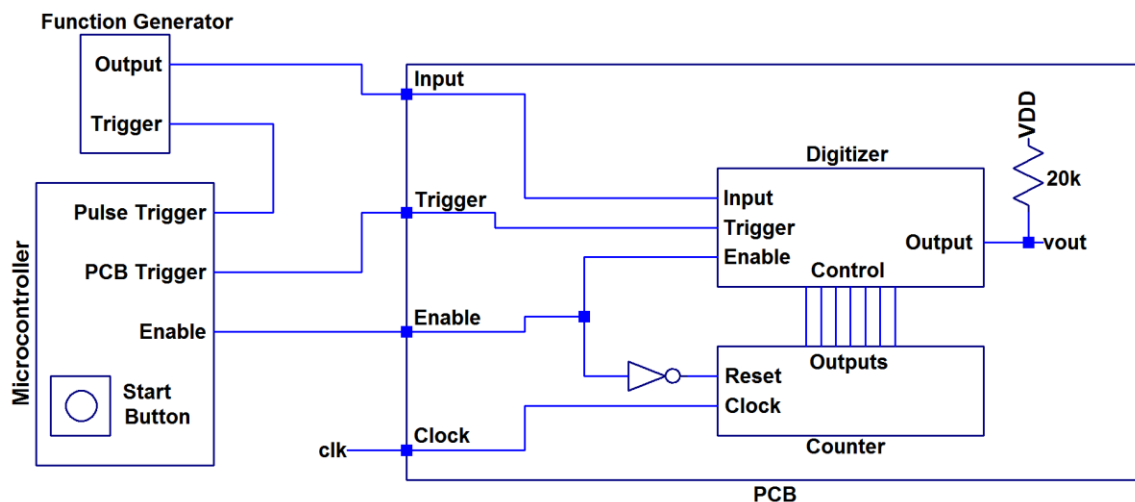 Function Generator
Output
Trigger
Microcontroller
Pulse Trigger
PCB Trigger
Enable
Start
Button
clk
Input
Trigger
Enable
Clock
Digitizer
Input
Trigger
Enable
Output
Control
VDD
20k
vout
Outputs
Reset
Clock
Counter
PCB